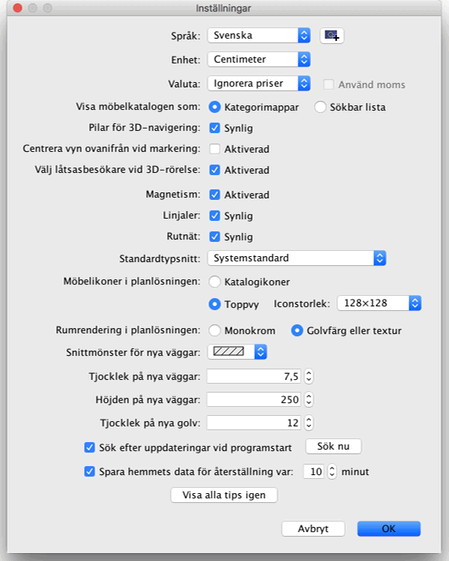 Inställningar
Språk: Svenska
Enhet: Centimeter
Valuta: Ignorera priser Använd moms
Visa möbelkatalogen som: Kategorimappar Sökbar lista
Pilar för 3D-navigering: Synlig
Centrera vyn ovanifrån vid markering: Aktiverad
Välj låtsasbesökare vid 3D-rörelse: Aktiverad
Magnetism: Aktiverad
Linjaler: Synlig
Rutnät: Synlig
Standardtypsnitt: Systemstandard
Möbelikoner i planlösningen: Katalogikoner
Toppvy Iconstorlek: 128×128
Rumrendering i planlösningen: Monokrom Golvfärg eller textur
Snittmönster för nya väggar:
Tjocklek på nya väggar: 7,5
Höjden på nya väggar: 250
Tjocklek på nya golv: 12
Sök efter uppdateringar vid programstart Sök nu
Spara hemmets data för återställning var: 10 minut
Visa alla tips igen
Avbryt OK